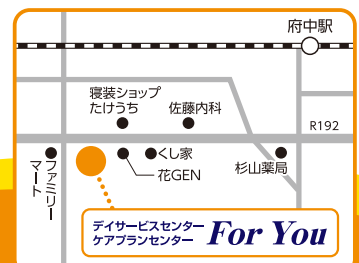 府中駅
寝装ショップ
たけうち
佐藤内科
R192
ファミリー
マート
くし家
花GEN
杉山薬局
デイサービスセンター
ケアプランセンター
For You